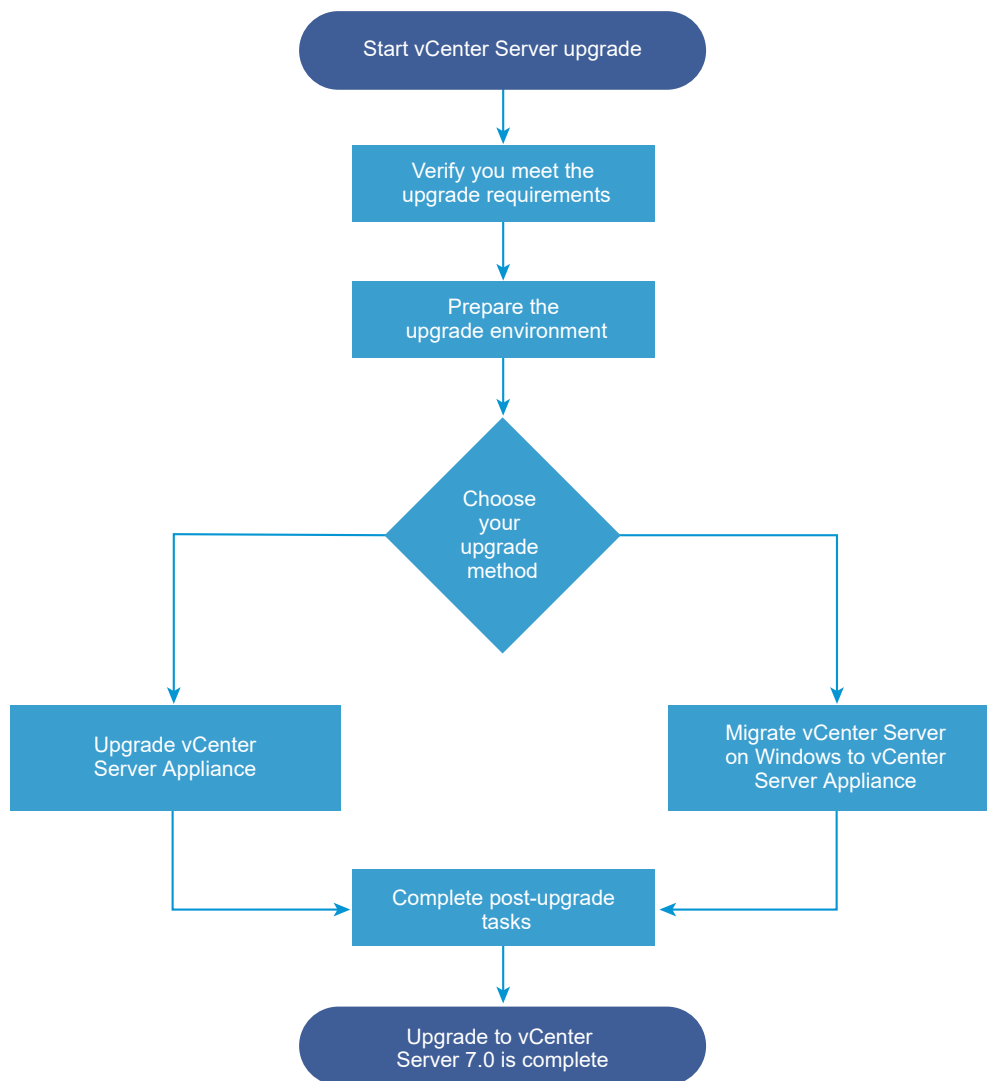 Start vCenter Server upgrade
Verify you meet the
upgrade requirements
Prepare the
upgrade environment
Choose
your
upgrade
method
Upgrade vCenter
Server Appliance
Migrate vCenter Server
on Windows to vCenter
Server Appliance
Complete post-upgrade
tasks
Upgrade to vCenter
Server 7.0 is complete